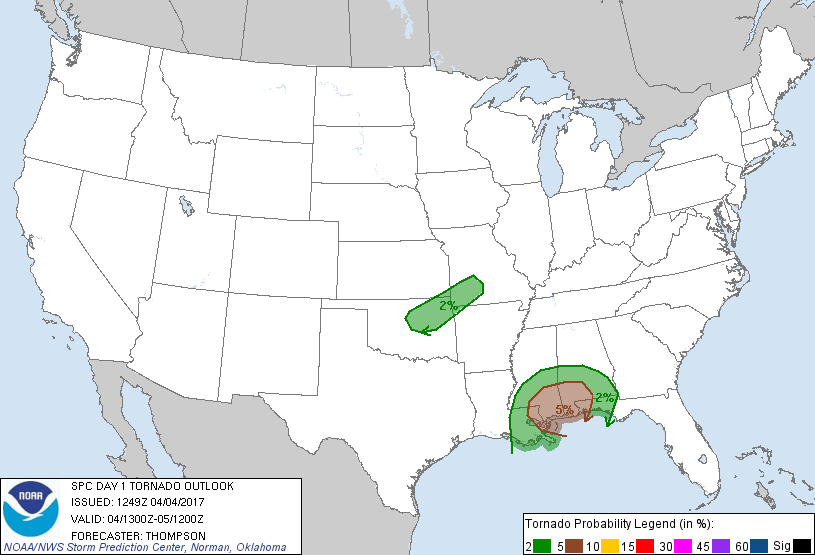 2%
2%
5%
NOAA
SPC DAY 1 TORNADO OUTLOOK
ISSUED: 1249Z 04/04/2017
VALID: 04/1300Z-05/1200Z
FORECASTER: THOMPSON
NOAA/NWS Storm Prediction Center, Norman, Oklahoma
Tornado Probability Legend (in %):
2 5 10 15 30 45 60 Sig